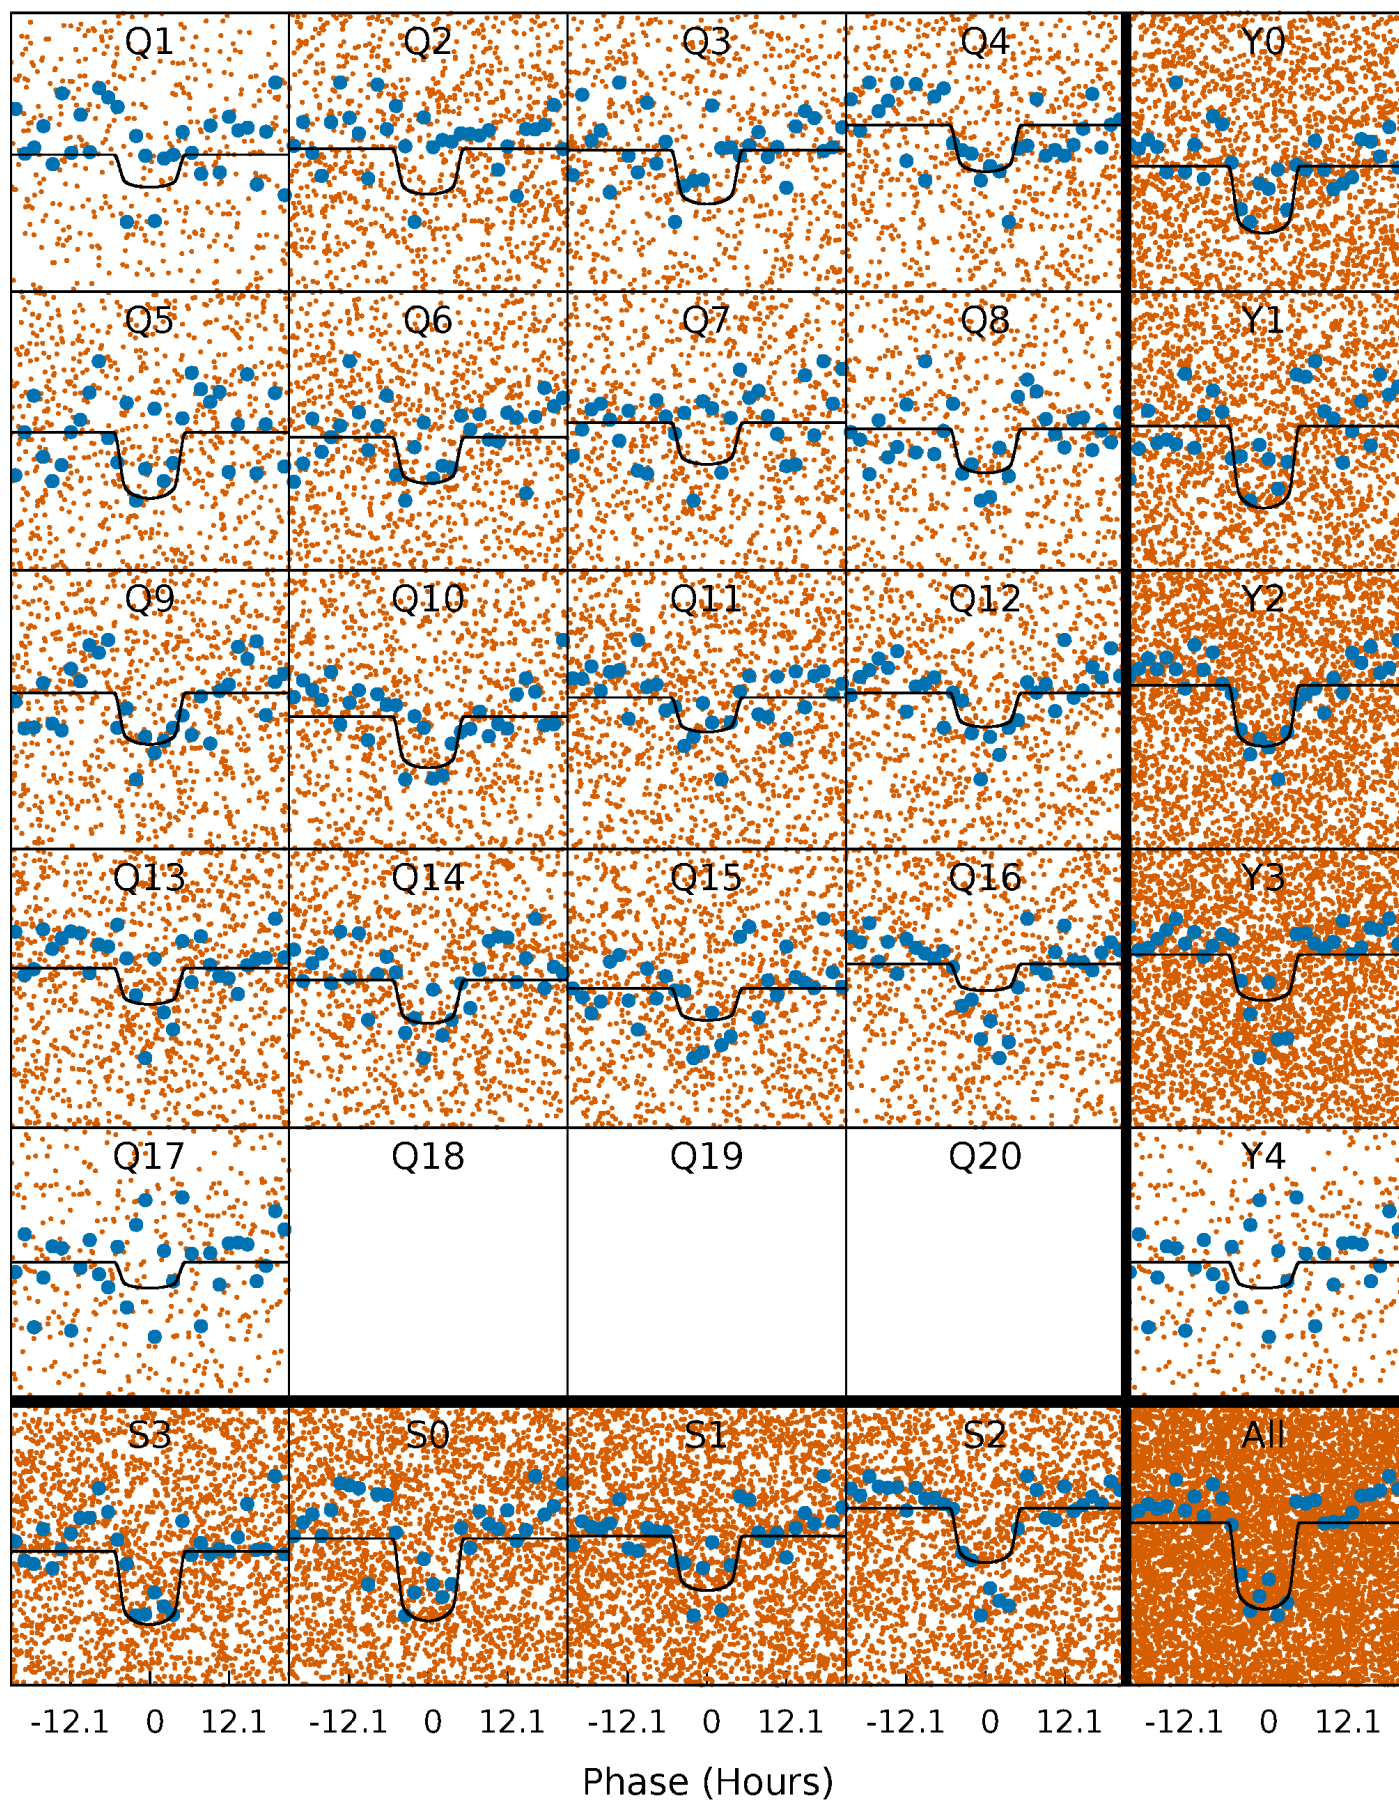 Q1 Q2 Q3 Q4 Y0
Q5 Q6 Q7 Q8 Y1
Q9 Q10 Q11 Q12 Y2
Q13 Q14 Q15 Q16 Y3
Q17 Q18 Q19 Q20 Y4
S3 S0 S1 S2 All
-12.1 0 12.1 -12.1 0 12.1 -12.1 0 12.1 -12.1 0 12.1 -12.1 0 12.1
Phase (Hours)